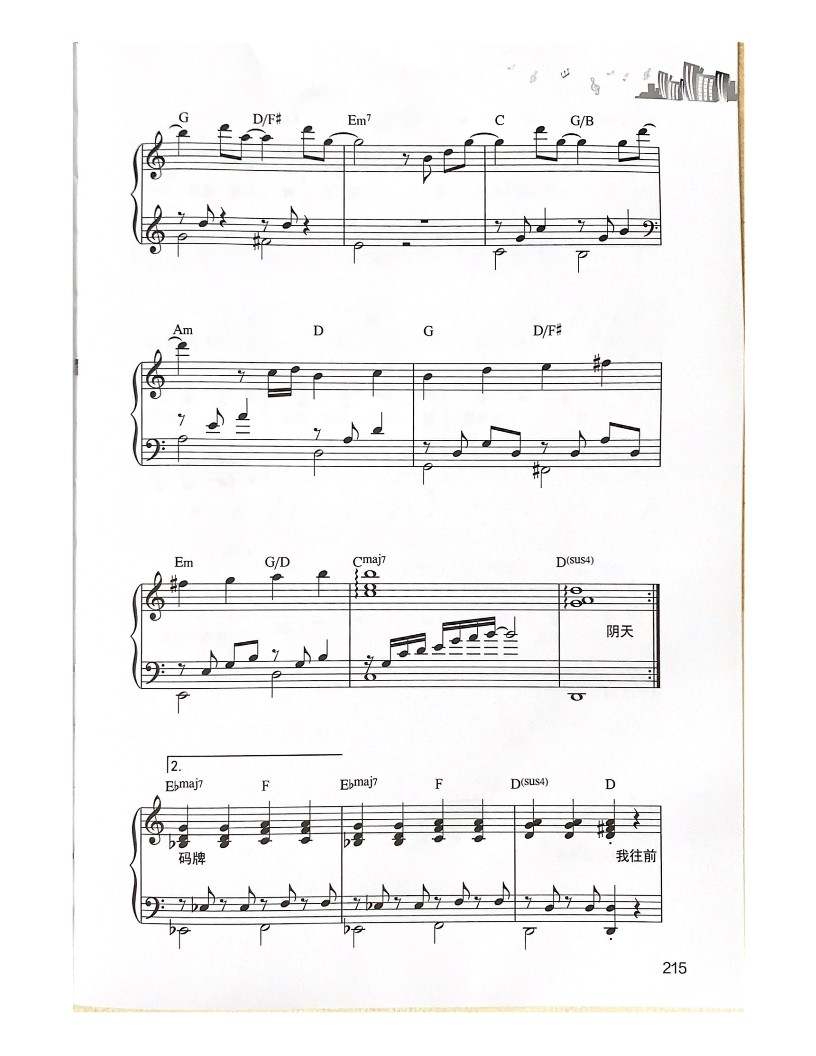 G D/F# Em7 C G/B
Am D G D/F#
Em G/D Cmaj7 D(sus4)
阴天
2.
E♭maj7 F E♭maj7 F D(sus4) D
码牌 我往前
215